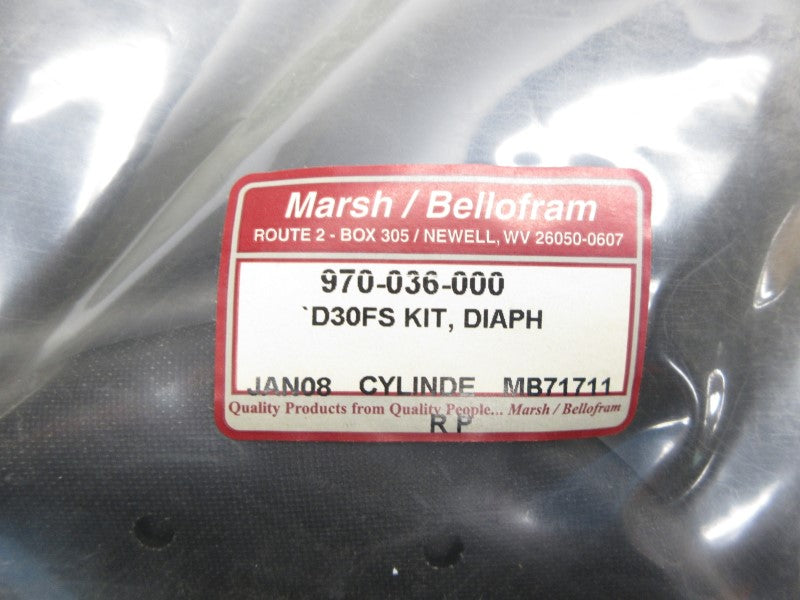 Marsh / Bellofram
ROUTE 2 - BOX 305 / NEWELL, WV 26050-0607
970-036-000
`D30FS KIT, DIAPH
JAN08 CYLINDE MB71711
Quality Products from Quality People... Marsh / Bellofram
R P